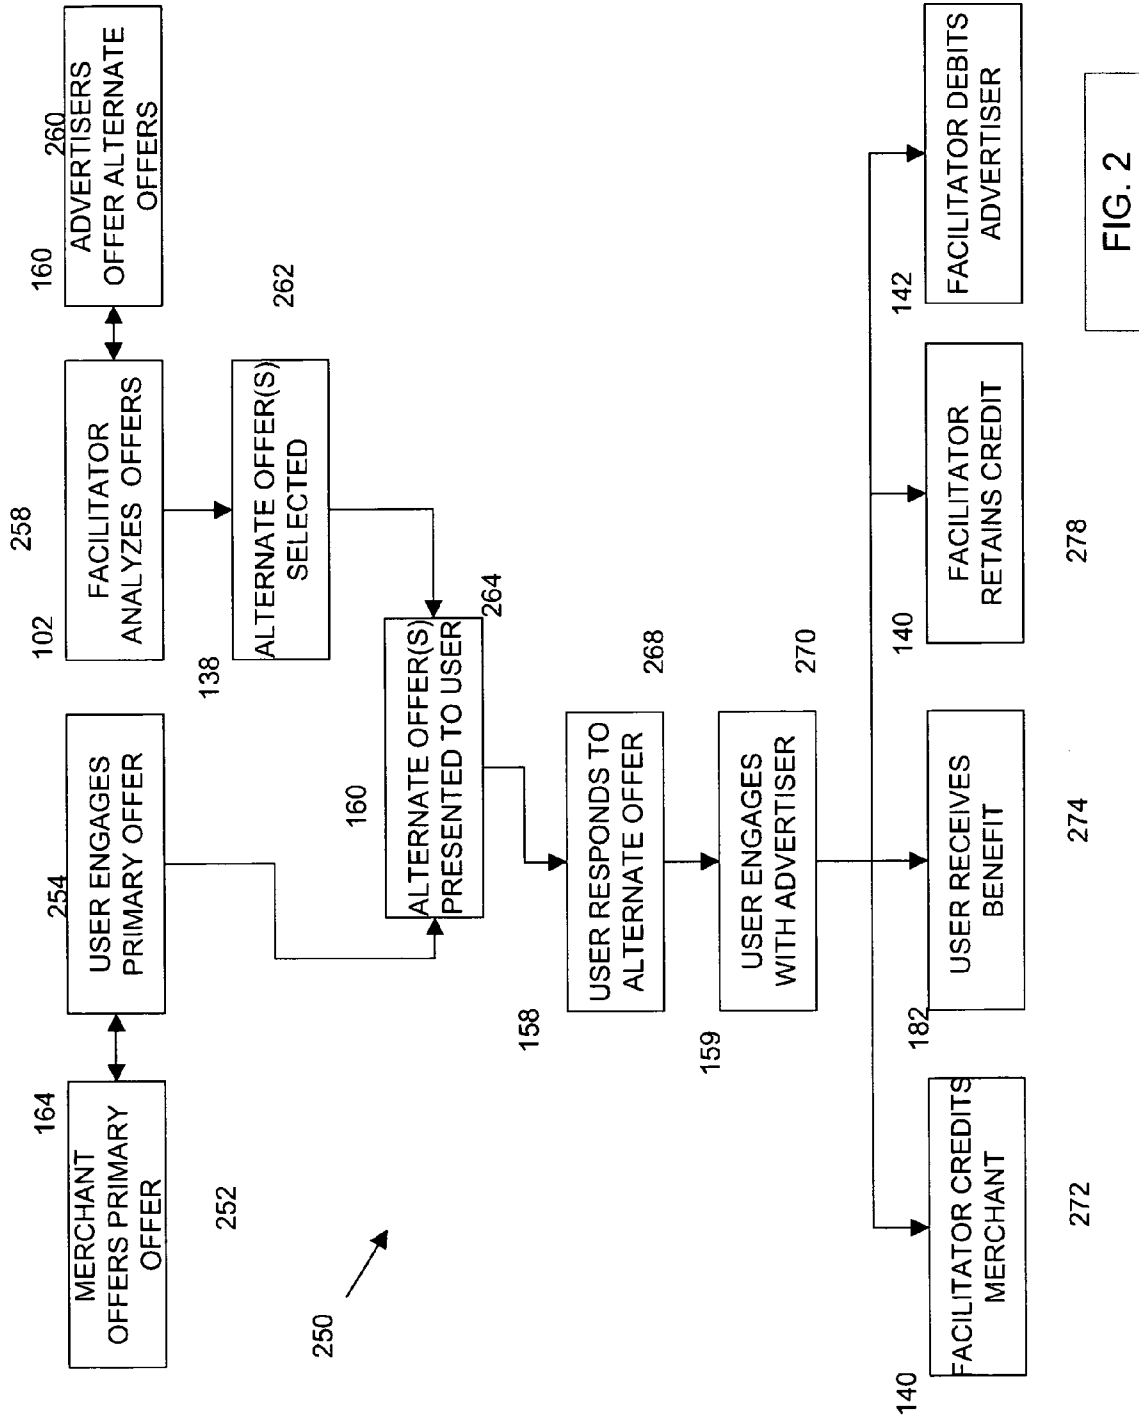 164
MERCHANT
OFFERS PRIMARY
OFFER
252
254
USER ENGAGES
PRIMARY OFFER
258
102
FACILITATOR
ANALYZES OFFERS
160
260
ADVERTISERS
OFFER ALTERNATE
OFFERS
138
ALTERNATE OFFER(S)
SELECTED
262
250
160
ALTERNATE OFFER(S)
PRESENTED TO USER
264
158
USER RESPONDS TO
ALTERNATE OFFER
268
159
USER ENGAGES
WITH ADVERTISER
270
140
FACILITATOR CREDITS
MERCHANT
272
182
USER RECEIVES
BENEFIT
274
140
FACILITATOR
RETAINS CREDIT
278
142
FACILITATOR DEBITS
ADVERTISER
FIG. 2